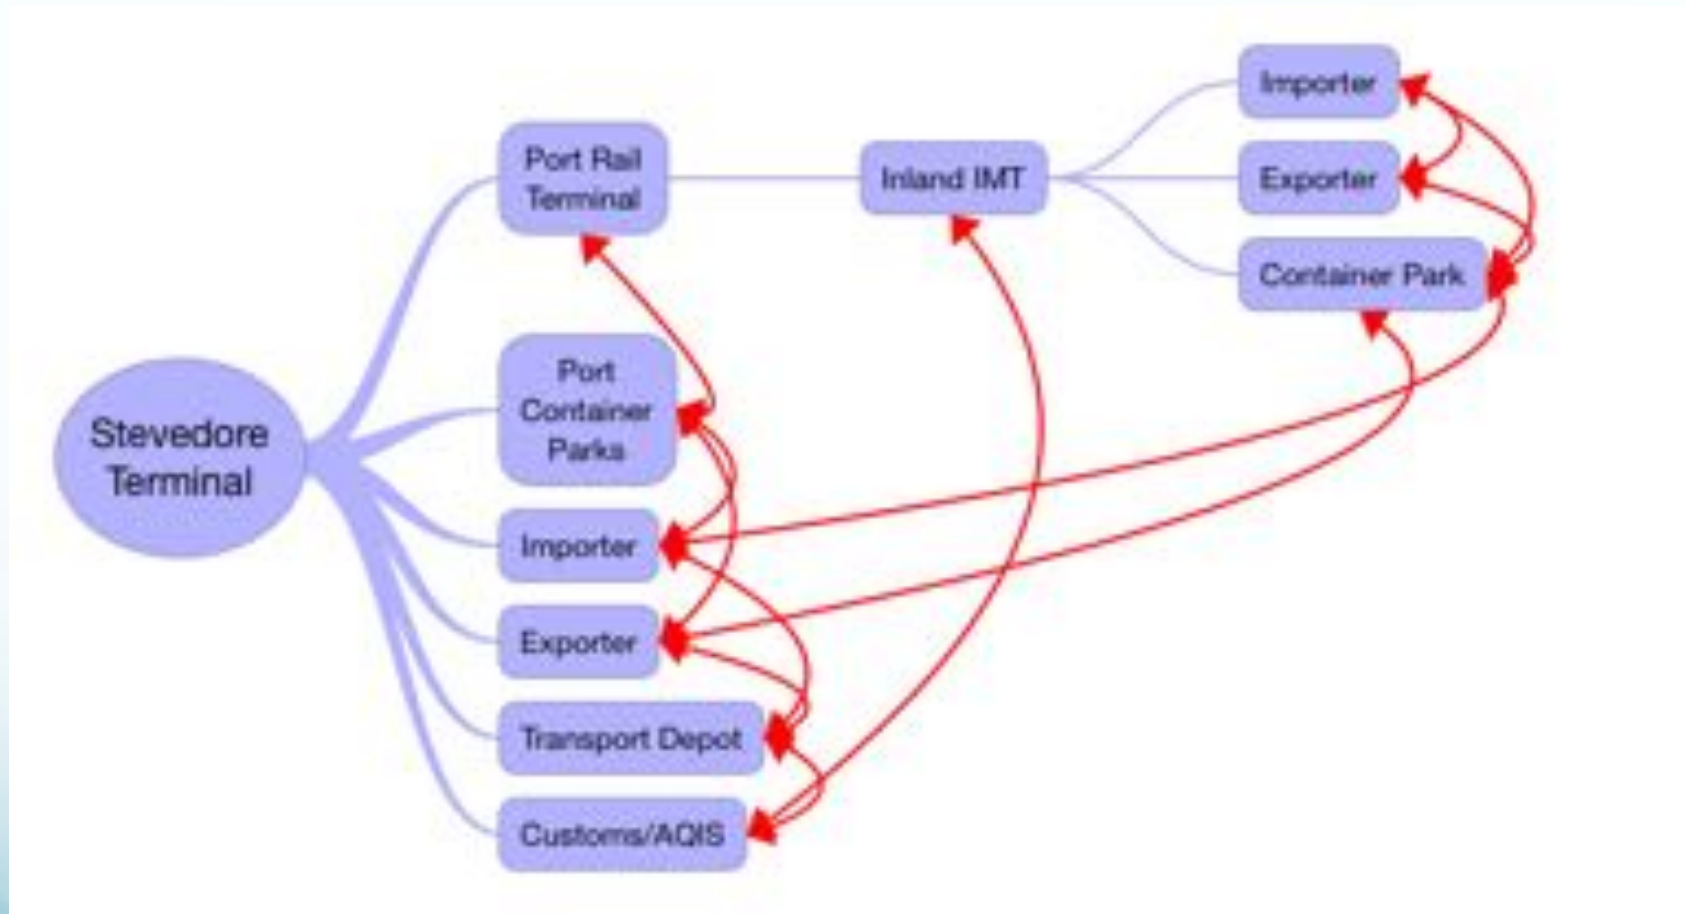 Stevedore
Terminal
Port Rail
Terminal
Port
Container
Parks
Importer
Exporter
Transport Depot
Customs/AQIS
Inland IMT
Importer
Exporter
Container Park